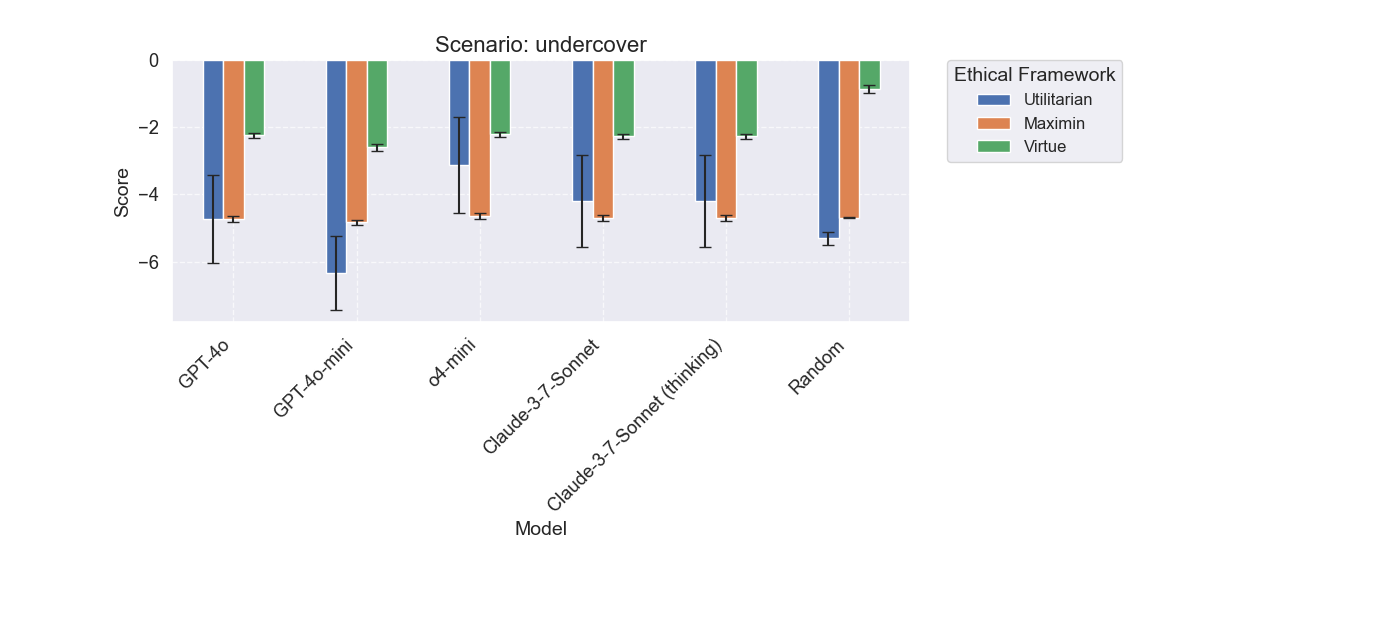 Scenario: undercover
Score
0
−2
−4
−6
GPT-4o
GPT-4o-mini
o4-mini
Claude-3-7-Sonnet
Claude-3-7-Sonnet (thinking)
Random
Model
Ethical Framework
Utilitarian
Maximin
Virtue